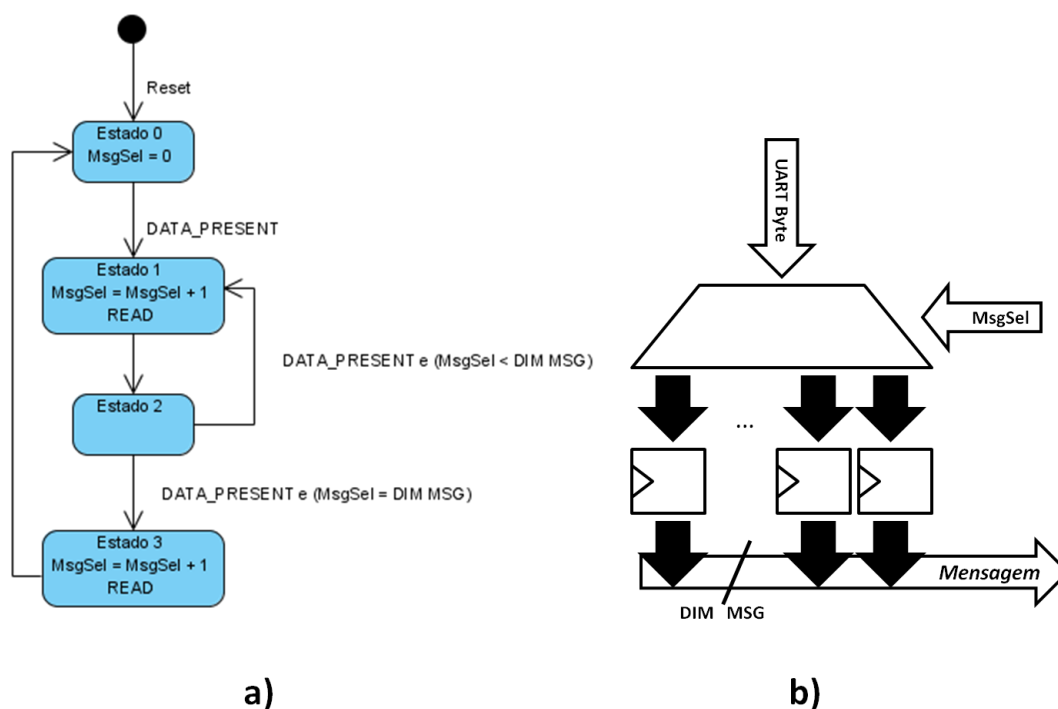 Reset
Estado 0
MsgSel = 0
DATA_PRESENT
Estado 1
MsgSel = MsgSel + 1
READ
DATA_PRESENT e (MsgSel < DIM MSG)
Estado 2
DATA_PRESENT e (MsgSel = DIM MSG)
Estado 3
MsgSel = MsgSel + 1
READ
a)
UART Byte
MsgSel
...
Mensagem
DIM MSG
b)